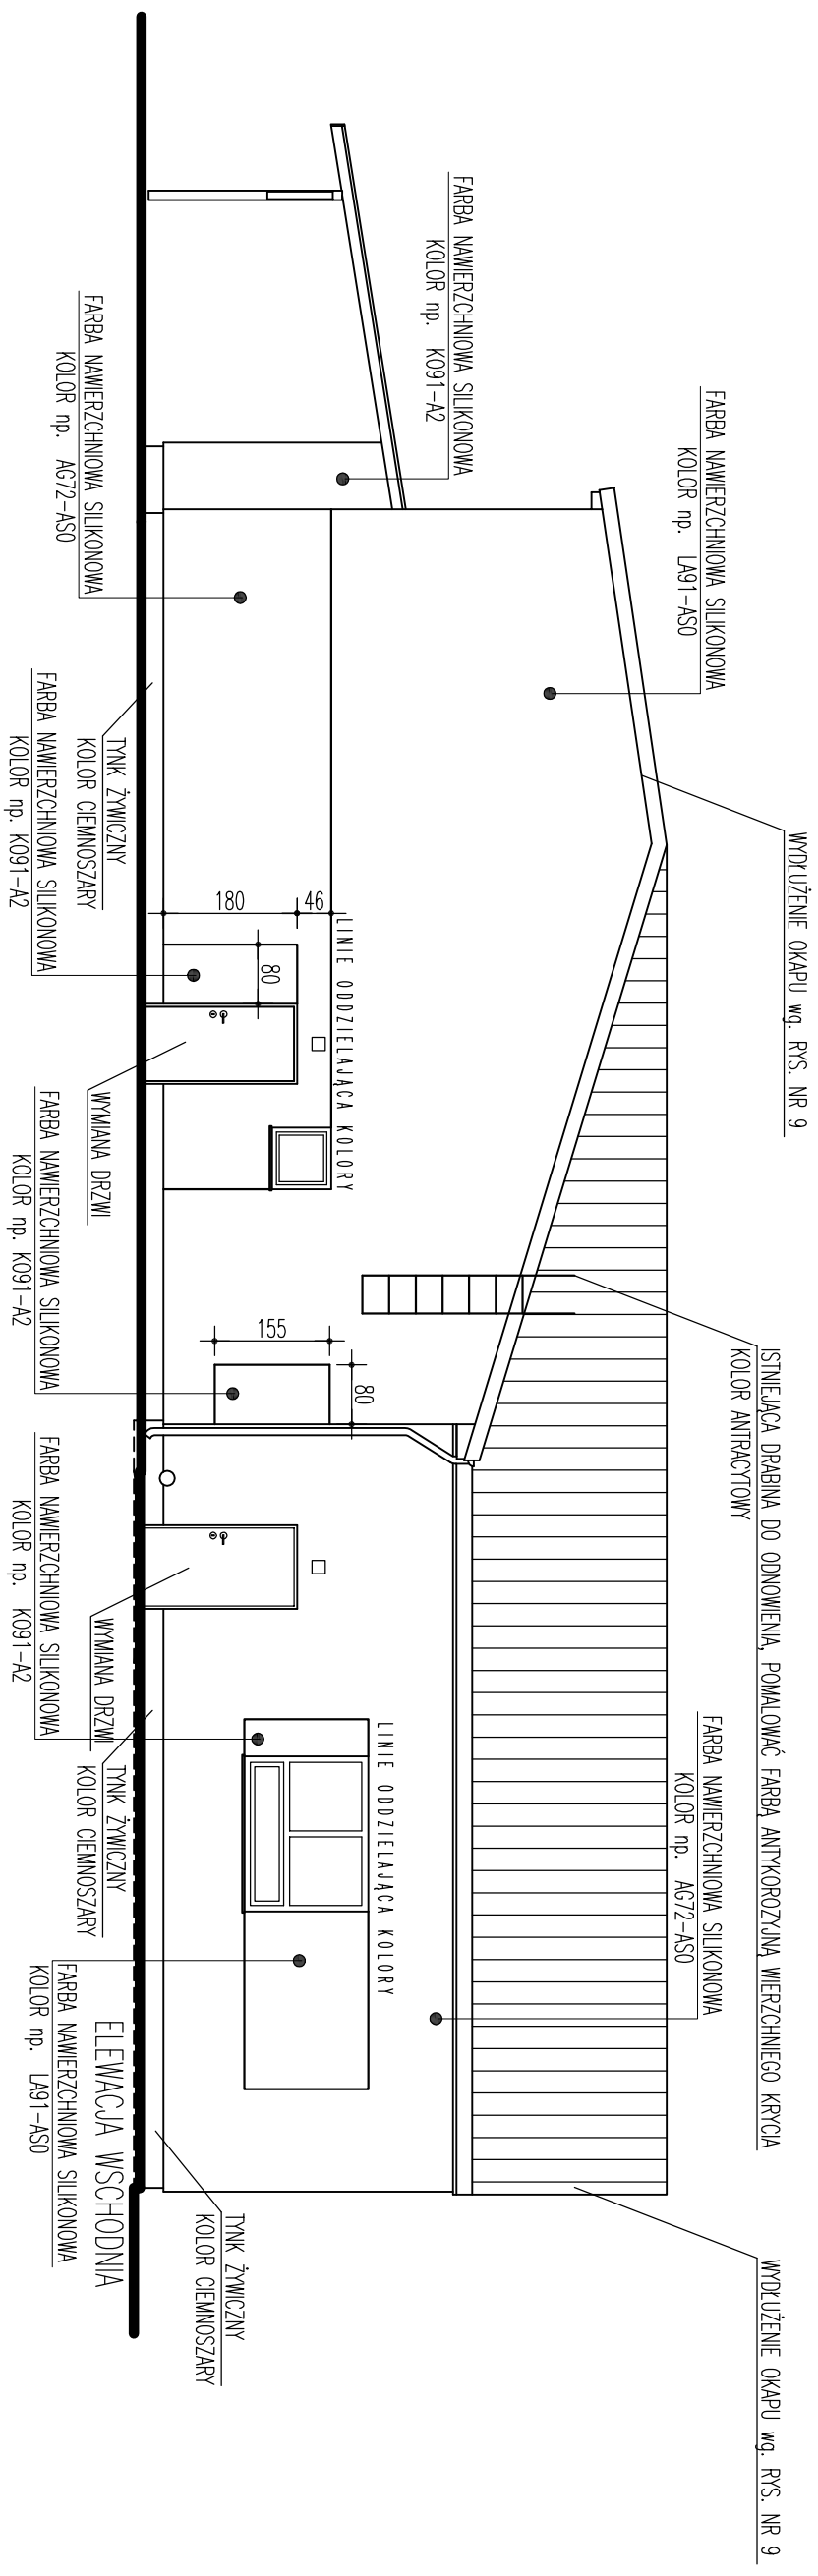 WYDŁUŻENIE OKAPU wg. RYS. NR 9
FARBA NAWIERZCHNIOWA SILIKONOWA
KOLOR np. LA91-AS0
FARBA NAWIERZCHNIOWA SILIKONOWA
KOLOR np. K091-A2
ISTNIEJĄCA DRABINA DO ODNOWIENIA, POMALOWAĆ FARBĄ ANTYKOROZYJNĄ WIERZCHNIEGO KRYCIA
KOLOR ANTRACYTOWY
WYDŁUŻENIE OKAPU wg. RYS. NR 9
FARBA NAWIERZCHNIOWA SILIKONOWA
KOLOR np. AG72-AS0
LINIE ODDZIELAJĄCA KOLORY
46
180
80
155
80
LINIE ODDZIELAJĄCA KOLORY
FARBA NAWIERZCHNIOWA SILIKONOWA
KOLOR np. AG72-AS0
TYNK ŻYWICZNY
KOLOR CIEMNOSZARY
FARBA NAWIERZCHNIOWA SILIKONOWA
KOLOR np. K091-A2
WYMIANA DRZWI
FARBA NAWIERZCHNIOWA SILIKONOWA
KOLOR np. K091-A2
WYMIANA DRZWI
FARBA NAWIERZCHNIOWA SILIKONOWA
KOLOR np. K091-A2
TYNK ŻYWICZNY
KOLOR CIEMNOSZARY
FARBA NAWIERZCHNIOWA SILIKONOWA
KOLOR np. LA91-AS0
TYNK ŻYWICZNY
KOLOR CIEMNOSZARY
ELEWACJA WSCHODNIA